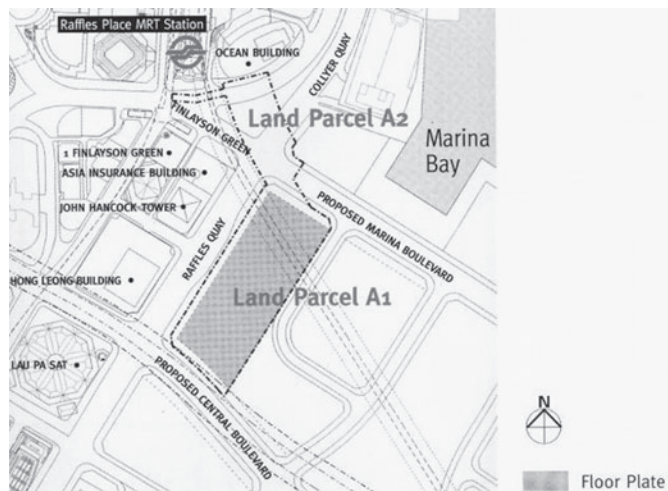 Raffles Place MRT Station
OCEAN BUILDING
COLLYER QUAY
Land Parcel A2
Marina
Bay
FINLAYSON GREEN
1 FINLAYSON GREEN
ASIA INSURANCE BUILDING
JOHN HANCOCK TOWER
PROPOSED MARINA BOULEVARD
RAFFLES QUAY
HONG LEONG BUILDING
Land Parcel A1
LAU PA SAT
PROPOSED CENTRAL BOULEVARD
N
Floor Plate